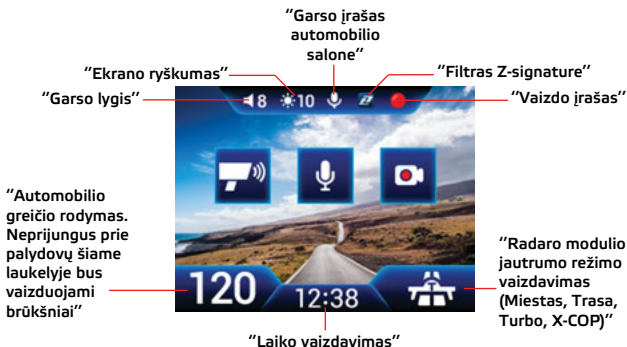 “Garso įrašas
automobilio
salone”
“Ekrano ryškumas”
“Filtras Z-signature”
“Garso lygis”
“Vaizdo įrašas”
8
10
Z
“Automobilio
greičio rodymas.
Neprijungus prie
palydovų šiame
laukelyje bus
vaizduojami
brūkšniai”
“Radaro modulio
jautrumo režimo
vaizdavimas
(Miestas, Trasa,
Turbo, X-COP)”
120
12:38
“Laiko vaizdavimas”